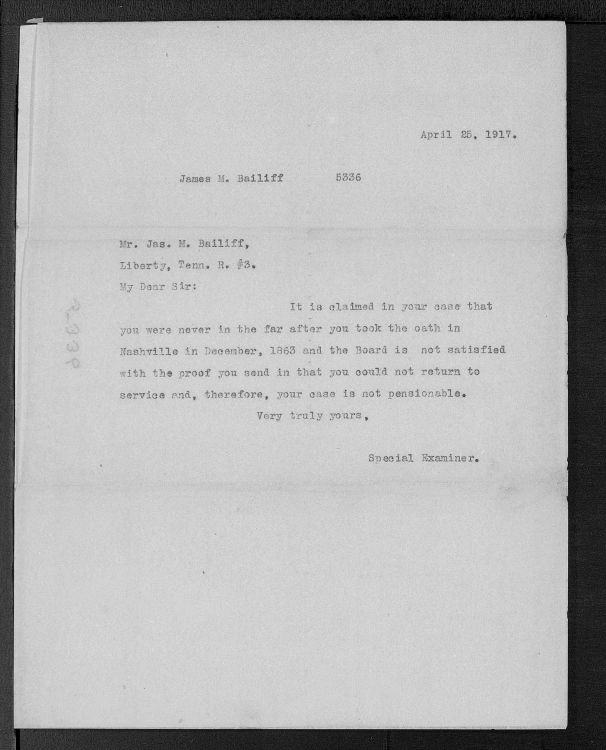 April 25, 1917.
James M. Bailiff 5336
Mr. Jas. M. Bailiff,
Liberty, Tenn. R. #3.
My Dear Sir:
It is claimed in your case that
you were never in the far after you took the oath in
Nashville in December, 1863 and the Board is not satisfied
with the proof you send in that you could not return to
service and, therefore, your case is not pensionable.
Very truly yours,
Special Examiner.
5336